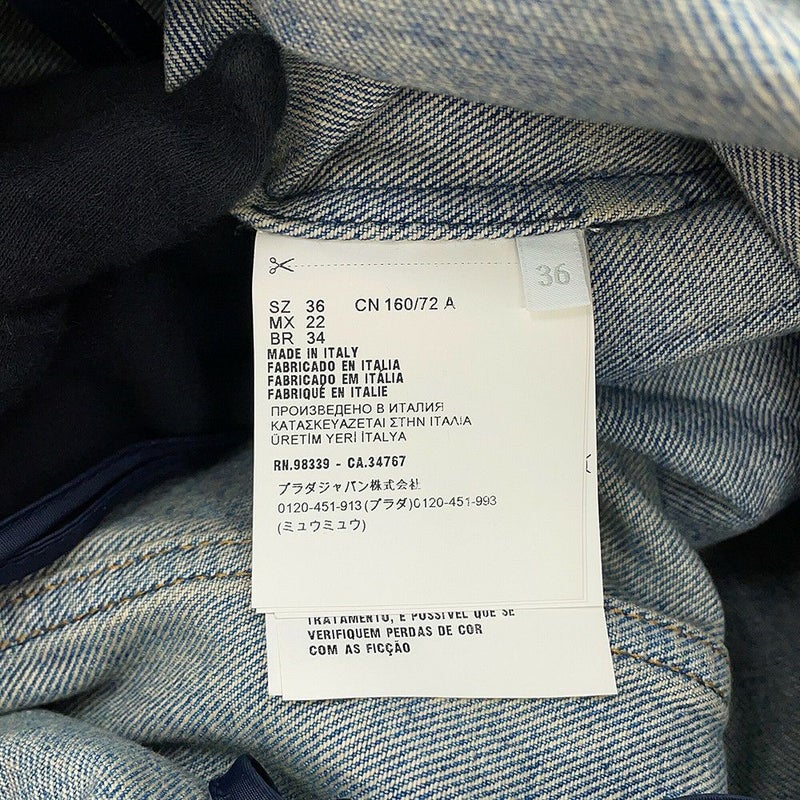 36
SZ 36 CN 160/72 A
MX 22
BR 34
MADE IN ITALY
FABRICADO EN ITALIA
FABRICADO EM ITÁLIA
FABRIQUÉ EN ITALIE
ПРОИЗВЕДЕНО В ИТАЛИЯ
ΚΑΤΑΣΚΕΥΑΖΕΤΑΙ ΣΤΗΝ ΙΤΑΛΙΑ
ÜRETİM YERİ İTALYA
RN.98339 - CA.34767
プラダジャパン株式会社
0120-451-913(プラダ)0120-451-993
(ミュウミュウ)
TRATAMENTO, É POSSÍVEL QUE SE
VERIFIQUEM PERDAS DE COR
COM AS FICÇÃO